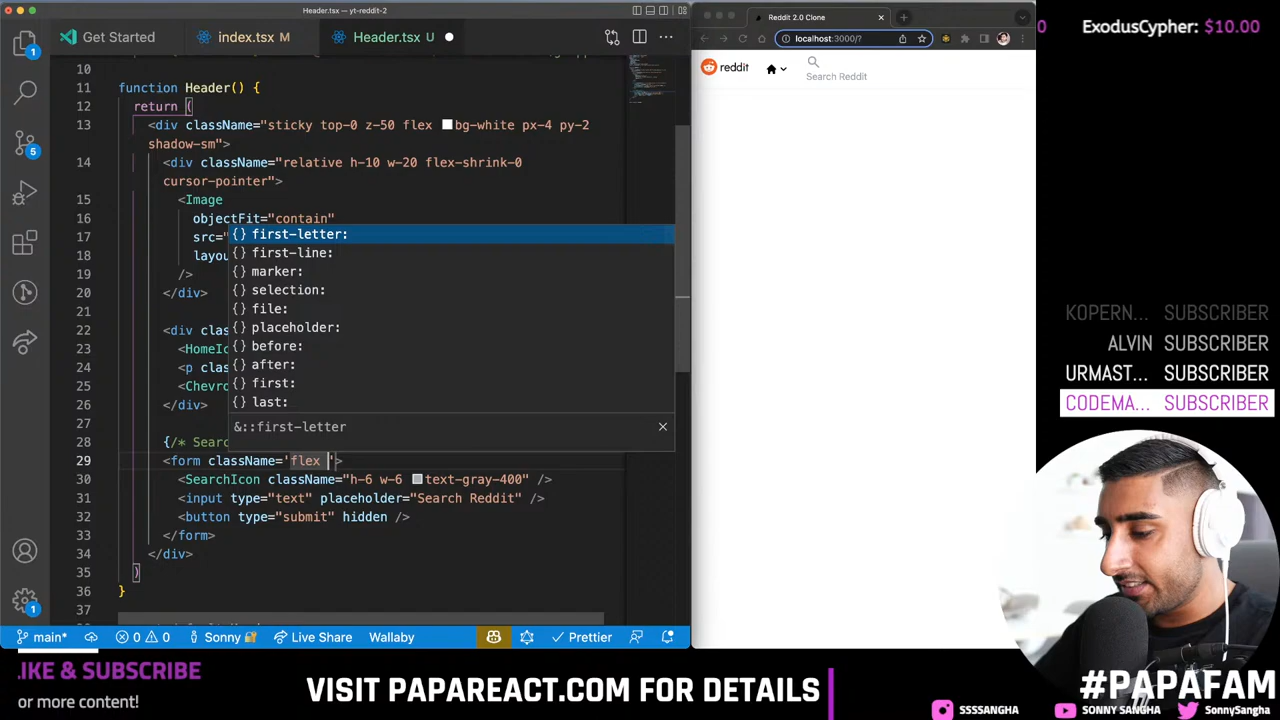 Header.tsx — yt-reddit-2
Get Started
index.tsx M
Header.tsx U
10
11 function Header() {
12 return (
13 <div className="sticky top-0 z-50 flex bg-white px-4 py-2
shadow-sm">
14 <div className="relative h-10 w-20 flex-shrink-0
cursor-pointer">
15 <Image
16 objectFit="contain"
17 src="
18 layou
19 />
20 </div>
21
22 <div clas
23 <HomeIc
24 <p clas
25 <Chevro
26 </div>
27
28 {/* Searc
29 <form className='flex '>
30 <SearchIcon className="h-6 w-6 text-gray-400" />
31 <input type="text" placeholder="Search Reddit" />
32 <button type="submit" hidden />
33 </form>
34 </div>
35 )
36 }
37
{} first-letter:
{} first-line:
{} marker:
{} selection:
{} file:
{} placeholder:
{} before:
{} after:
{} first:
{} last:
&::first-letter
1
5
1
main*
0 0
Sonny
Live Share
Wallaby
Prettier
Reddit 2.0 Clone
localhost:3000/?
reddit
Search Reddit
0
ExodusCypher: $10.00
KOPERN... SUBSCRIBER
ALVIN SUBSCRIBER
URMAST... SUBSCRIBER
CODEMA... SUBSCRIBER
IKE & SUBSCRIBE
or more content!
VISIT PAPAREACT.COM FOR DETAILS
#PAPAFAM
SSSSANGHA
SONNY SANGHA
SonnySangha